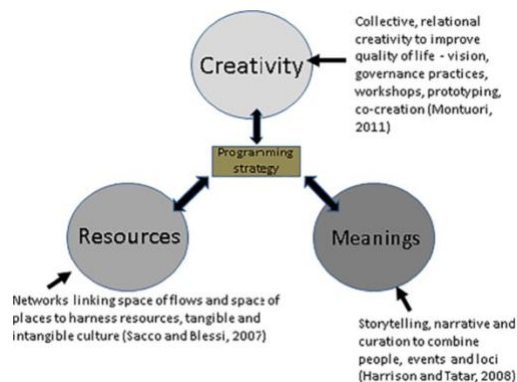 Creativity
Collective, relational
creativity to improve
quality of life - vision,
governance practices,
workshops, prototyping,
co-creation (Montuori,
2011)
Programming
strategy
Resources
Meanings
Networks linking space of flows and space of
places to harness resources, tangible and
intangible culture (Sacco and Blessi, 2007)
Storytelling, narrative and
curation to combine
people, events and loci
(Harrison and Tatar, 2008)